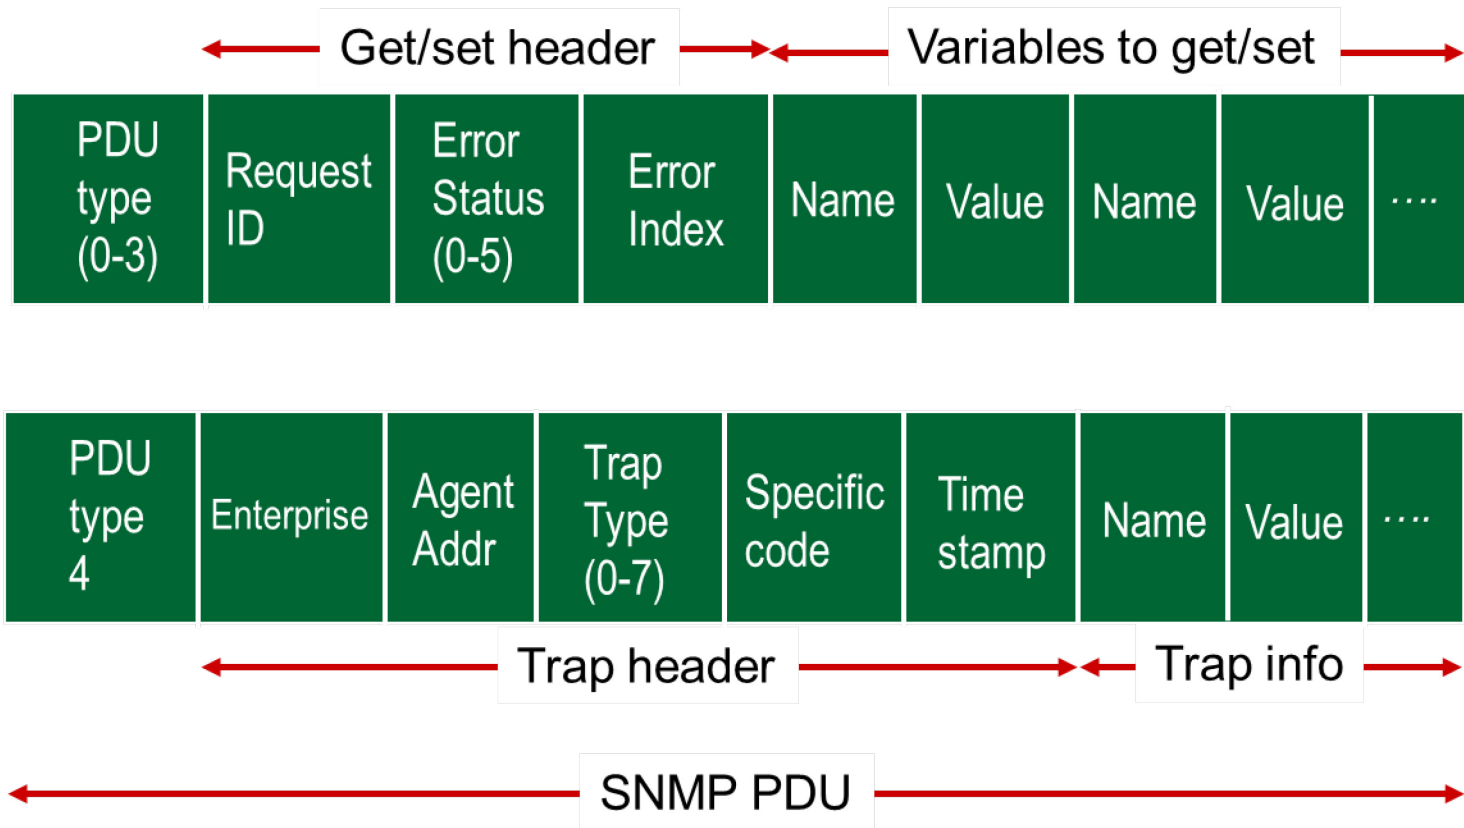 Get/set header
Variables to get/set
PDU
type
(0-3)
Request
ID
Error
Status
(0-5)
Error
Index
Name
Value
Name
Value
....
PDU
type
4
Enterprise
Agent
Addr
Trap
Type
(0-7)
Specific
code
Time
stamp
Name
Value
....
Trap header
Trap info
SNMP PDU